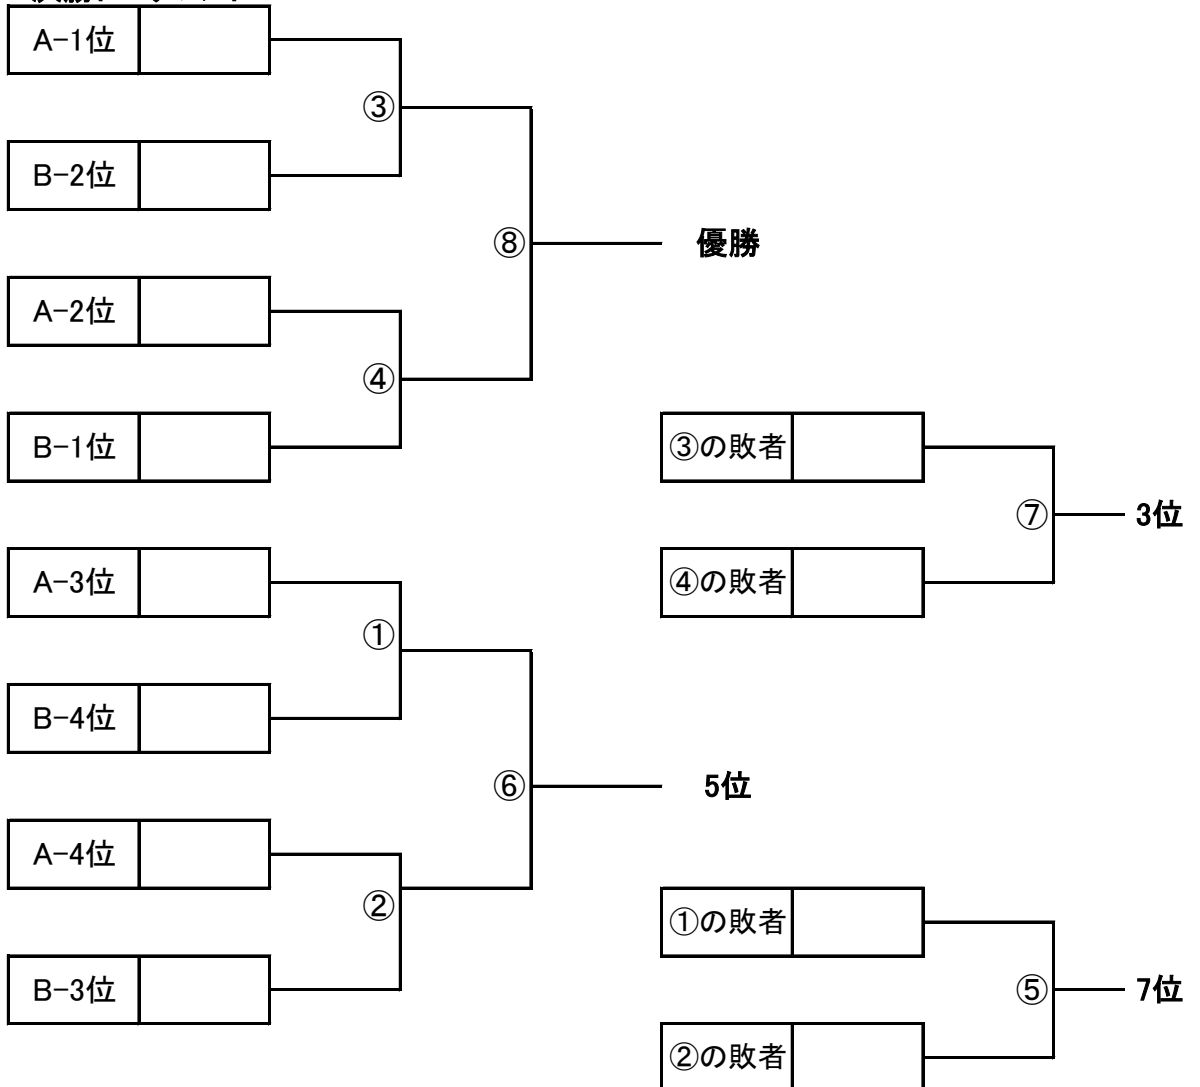 A-1位
③
B-2位
⑧
優勝
A-2位
④
B-1位
③の敗者
⑦
3位
④の敗者
A-3位
①
B-4位
⑥
5位
A-4位
②
B-3位
①の敗者
⑤
7位
②の敗者